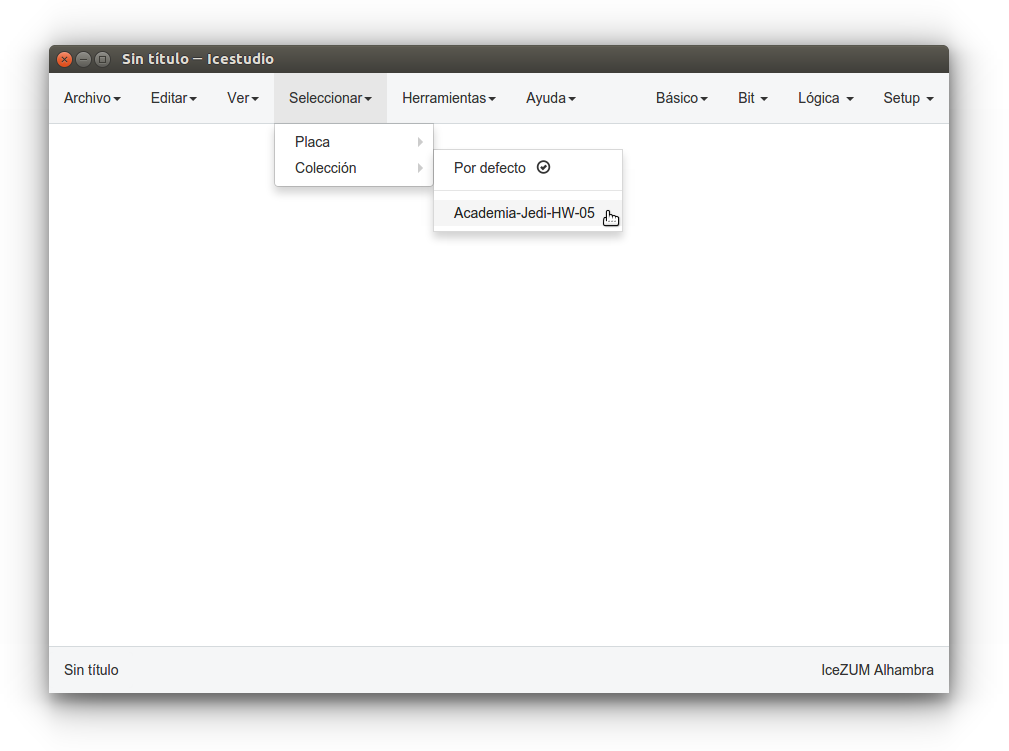 Sin título – Icestudio
Archivo Editar Ver Seleccionar Herramientas Ayuda Básico Bit Lógica Setup
Placa
Colección
Por defecto
Academia-Jedi-HW-05
Sin título
IceZUM Alhambra